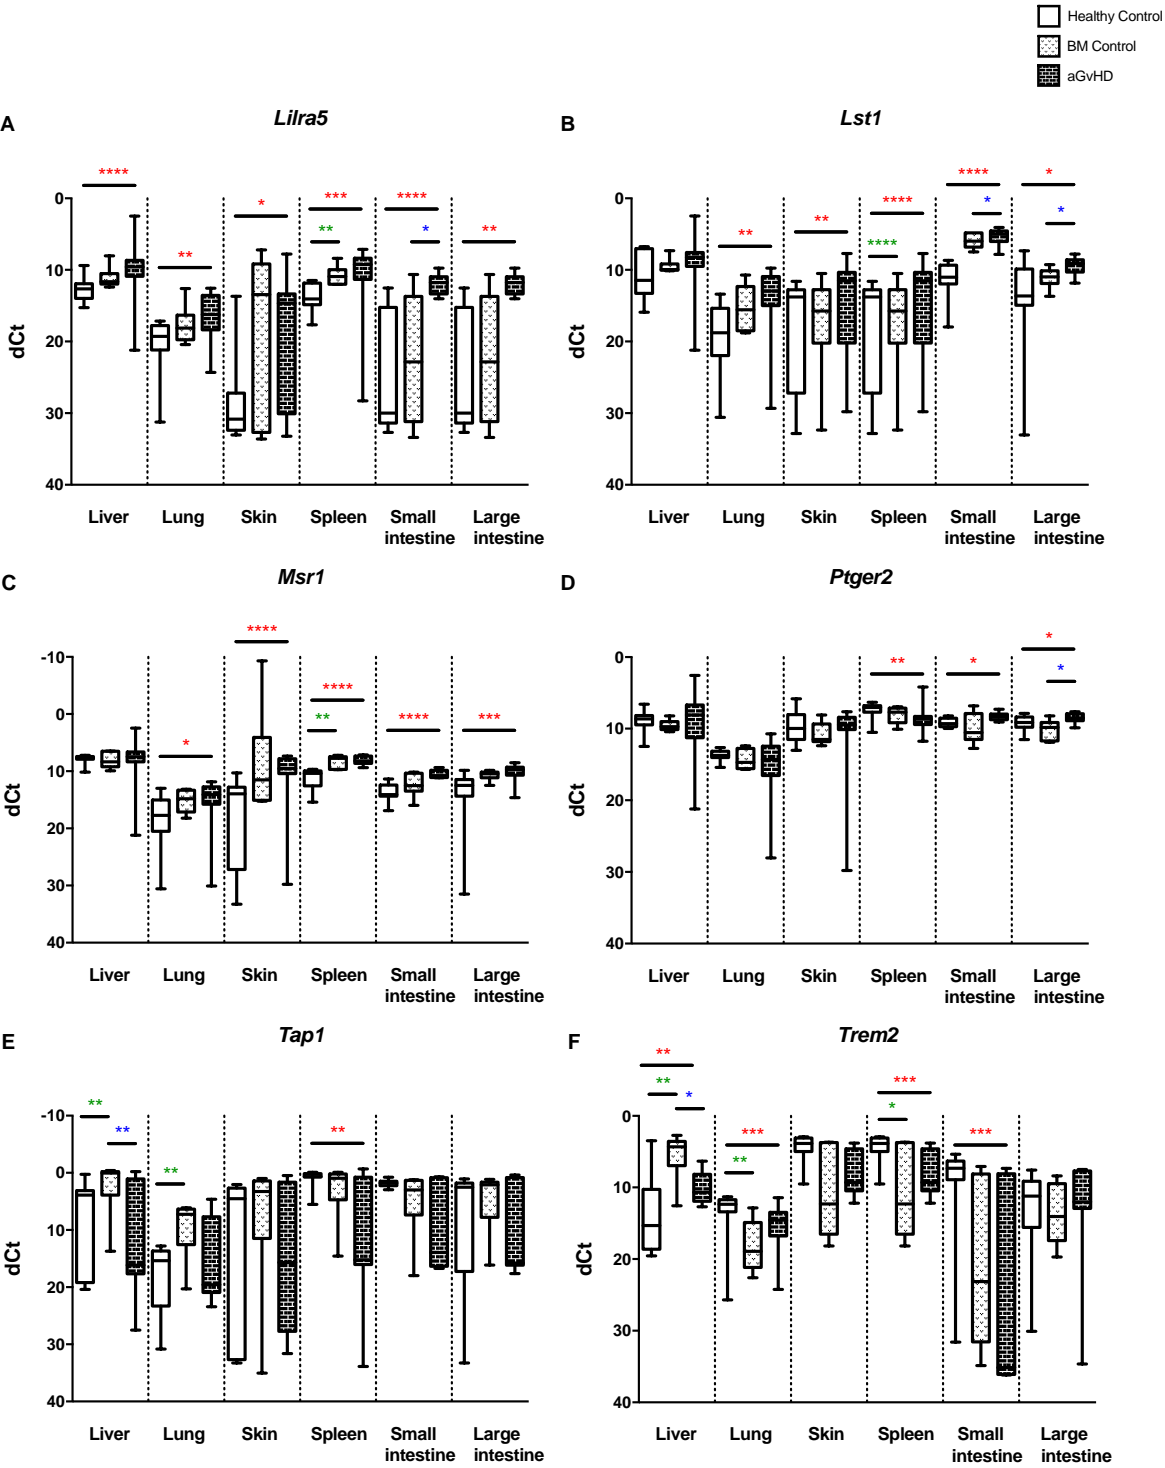 Healthy Control
BM Control
aGvHD
A
Lilra5
B
Lst1
****
**
*
***
**
****
*
**
0
10
20
30
40
dCt
Liver
Lung
Skin
Spleen
Small
intestine
Large
intestine
**
**
****
****
****
*
*
*
0
10
20
30
40
dCt
Liver
Lung
Skin
Spleen
Small
intestine
Large
intestine
C
Msr1
D
Ptger2
*
****
****
**
****
***
-10
0
10
20
30
40
dCt
Liver
Lung
Skin
Spleen
Small
intestine
Large
intestine
**
*
*
*
0
10
20
30
40
dCt
Liver
Lung
Skin
Spleen
Small
intestine
Large
intestine
E
Tap1
F
Trem2
**
**
**
**
-10
0
10
20
30
40
dCt
Liver
Lung
Skin
Spleen
Small
intestine
Large
intestine
**
**
*
***
**
***
*
***
0
10
20
30
40
dCt
Liver
Lung
Skin
Spleen
Small
intestine
Large
intestine